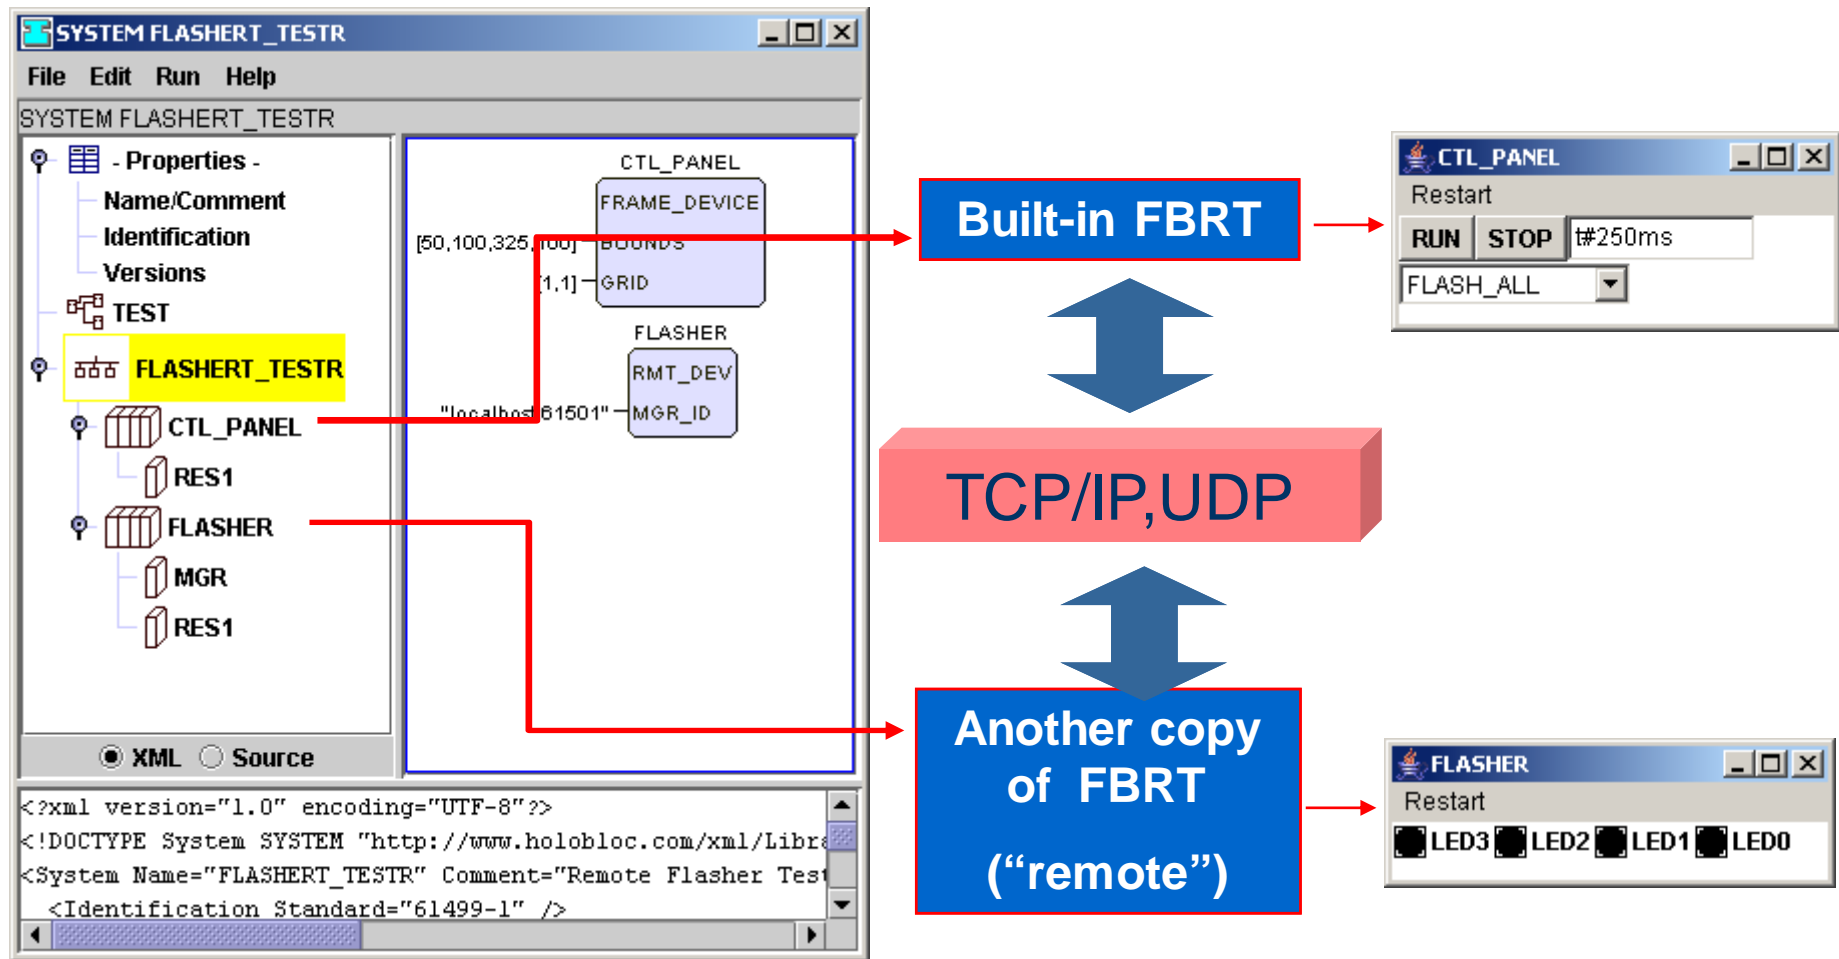 SYSTEM FLASHERT_TESTR
File Edit Run Help
SYSTEM FLASHERT_TESTR
- Properties -
Name/Comment
Identification
Versions
TEST
FLASHERT_TESTR
CTL_PANEL
RES1
FLASHER
MGR
RES1
XML Source
CTL_PANEL
FRAME_DEVICE
BOUNDS
GRID
[1,1]
FLASHER
RMT_DEV
MGR_ID
<?xml version="1.0" encoding="UTF-8"?>
<!DOCTYPE System SYSTEM "http://www.holobloc.com/xml/Libra
<System Name="FLASHERT_TESTR" Comment="Remote Flasher Test
<Identification Standard="61499-1" />
Built-in FBRT
TCP/IP,UDP
Another copy
of FBRT
(“remote”)
CTL_PANEL
Restart
RUN STOP t#250ms
FLASH_ALL
FLASHER
Restart
LED3 LED2 LED1 LED0